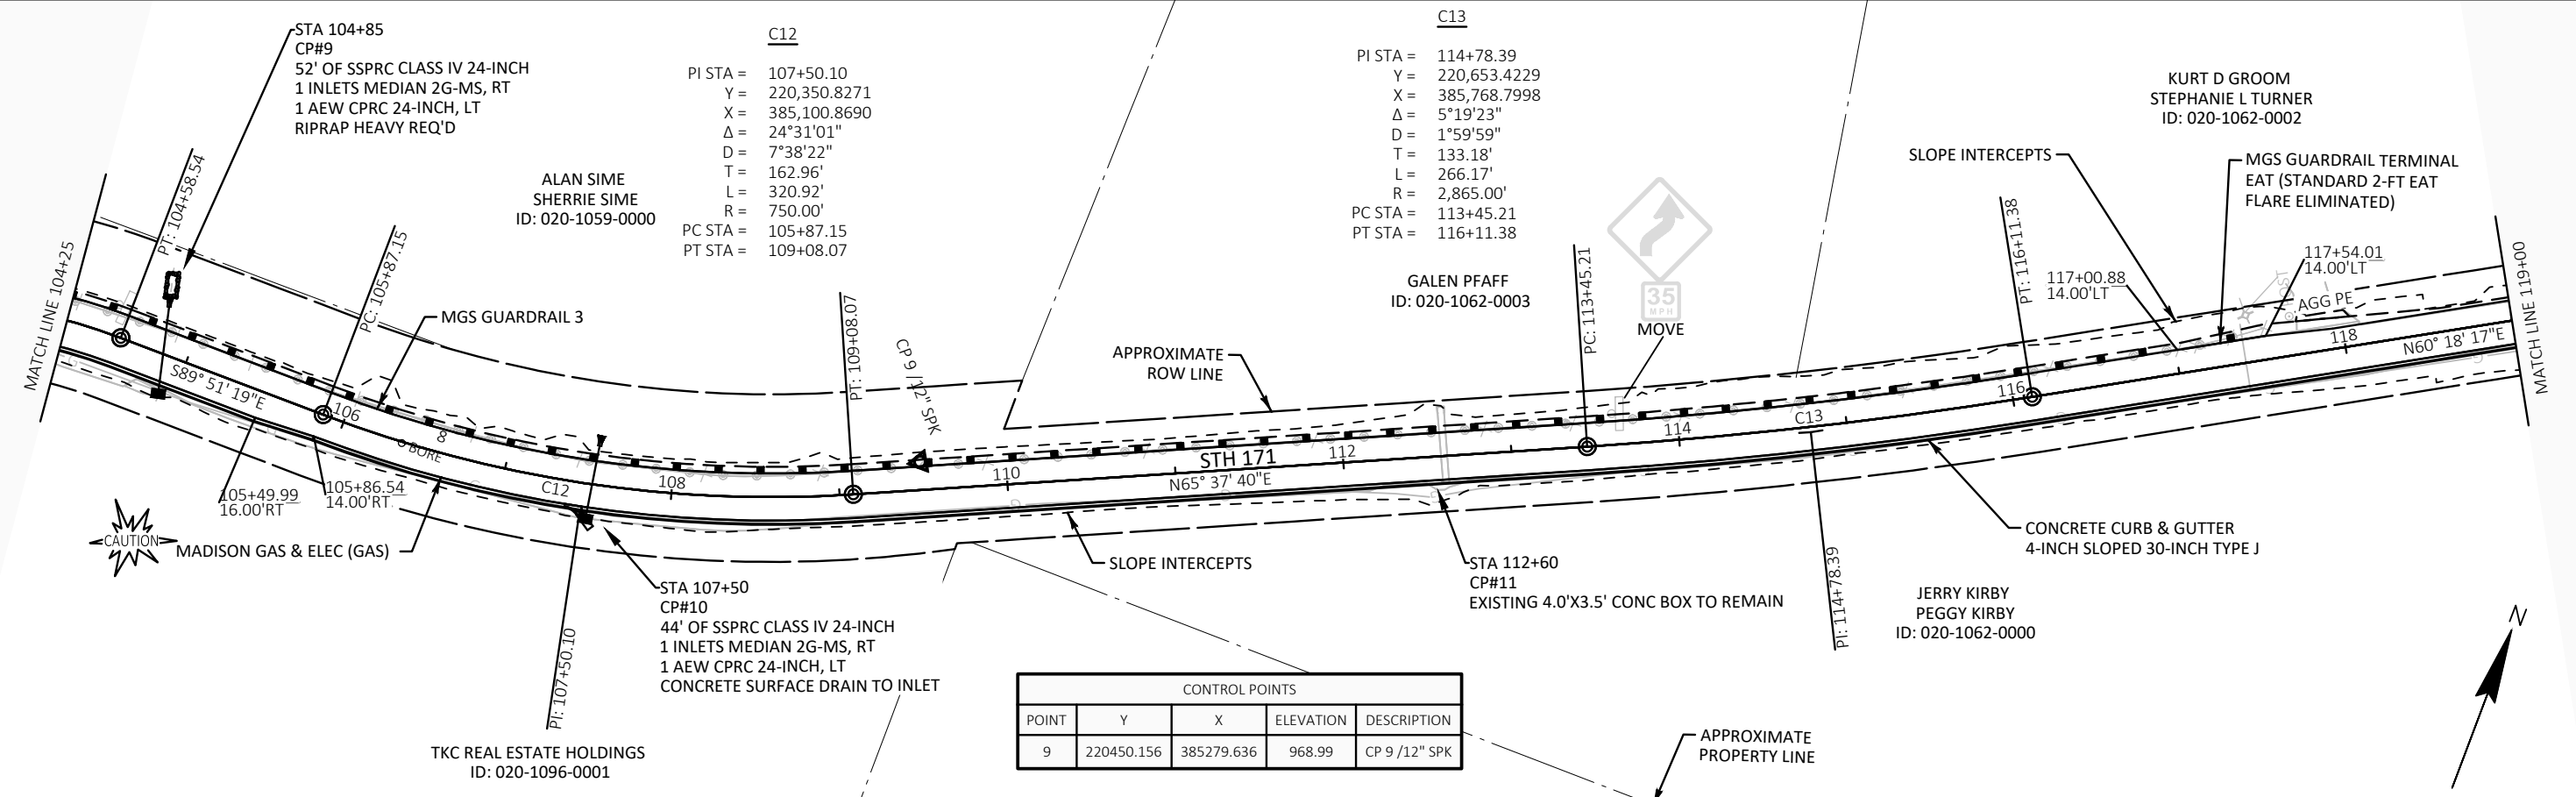 STA 104+85
CP#9
52' OF SSPRC CLASS IV 24-INCH
1 INLETS MEDIAN 2G-MS, RT
1 AEW CPRC 24-INCH, LT
RIPRAP HEAVY REQ'D
C12
PI STA = 107+50.10
Y = 220,350.8271
X = 385,100.8690
Δ = 24°31'01"
D = 7°38'22"
T = 162.96'
L = 320.92'
R = 750.00'
PC STA = 105+87.15
PT STA = 109+08.07
C13
PI STA = 114+78.39
Y = 220,653.4229
X = 385,768.7998
Δ = 5°19'23"
D = 1°59'59"
T = 133.18'
L = 266.17'
R = 2,865.00'
PC STA = 113+45.21
PT STA = 116+11.38
KURT D GROOM
STEPHANIE L TURNER
ID: 020-1062-0002
ALAN SIME
SHERRIE SIME
ID: 020-1059-0000
GALEN PFAFF
ID: 020-1062-0003
35
MPH
MOVE
SLOPE INTERCEPTS
MGS GUARDRAIL TERMINAL
EAT (STANDARD 2-FT EAT
FLARE ELIMINATED)
MATCH LINE 104+25
PT: 104+58.54
PC: 105+87.15
MGS GUARDRAIL 3
PT: 109+08.07
CP 9 /12" SPK
APPROXIMATE
ROW LINE
PC: 113+45.21
PT: 116+11.38
117+00.88
14.00'LT
117+54.01
14.00'LT
AGG PE
MATCH LINE 119+00
S89° 51' 19"E
106
8
BORE
C12
108
110
STH 171
N65° 37' 40"E
112
114
C13
116
118
N60° 18' 17"E
105+49.99
16.00'RT
105+86.54
14.00'RT
CAUTION
MADISON GAS & ELEC (GAS)
PI: 107+50.10
STA 107+50
CP#10
44' OF SSPRC CLASS IV 24-INCH
1 INLETS MEDIAN 2G-MS, RT
1 AEW CPRC 24-INCH, LT
CONCRETE SURFACE DRAIN TO INLET
SLOPE INTERCEPTS
STA 112+60
CP#11
EXISTING 4.0'X3.5' CONC BOX TO REMAIN
PI: 114+78.39
CONCRETE CURB & GUTTER
4-INCH SLOPED 30-INCH TYPE J
JERRY KIRBY
PEGGY KIRBY
ID: 020-1062-0000
N
TKC REAL ESTATE HOLDINGS
ID: 020-1096-0001
CONTROL POINTS
POINT Y X ELEVATION DESCRIPTION
9 220450.156 385279.636 968.99 CP 9 /12" SPK
APPROXIMATE
PROPERTY LINE